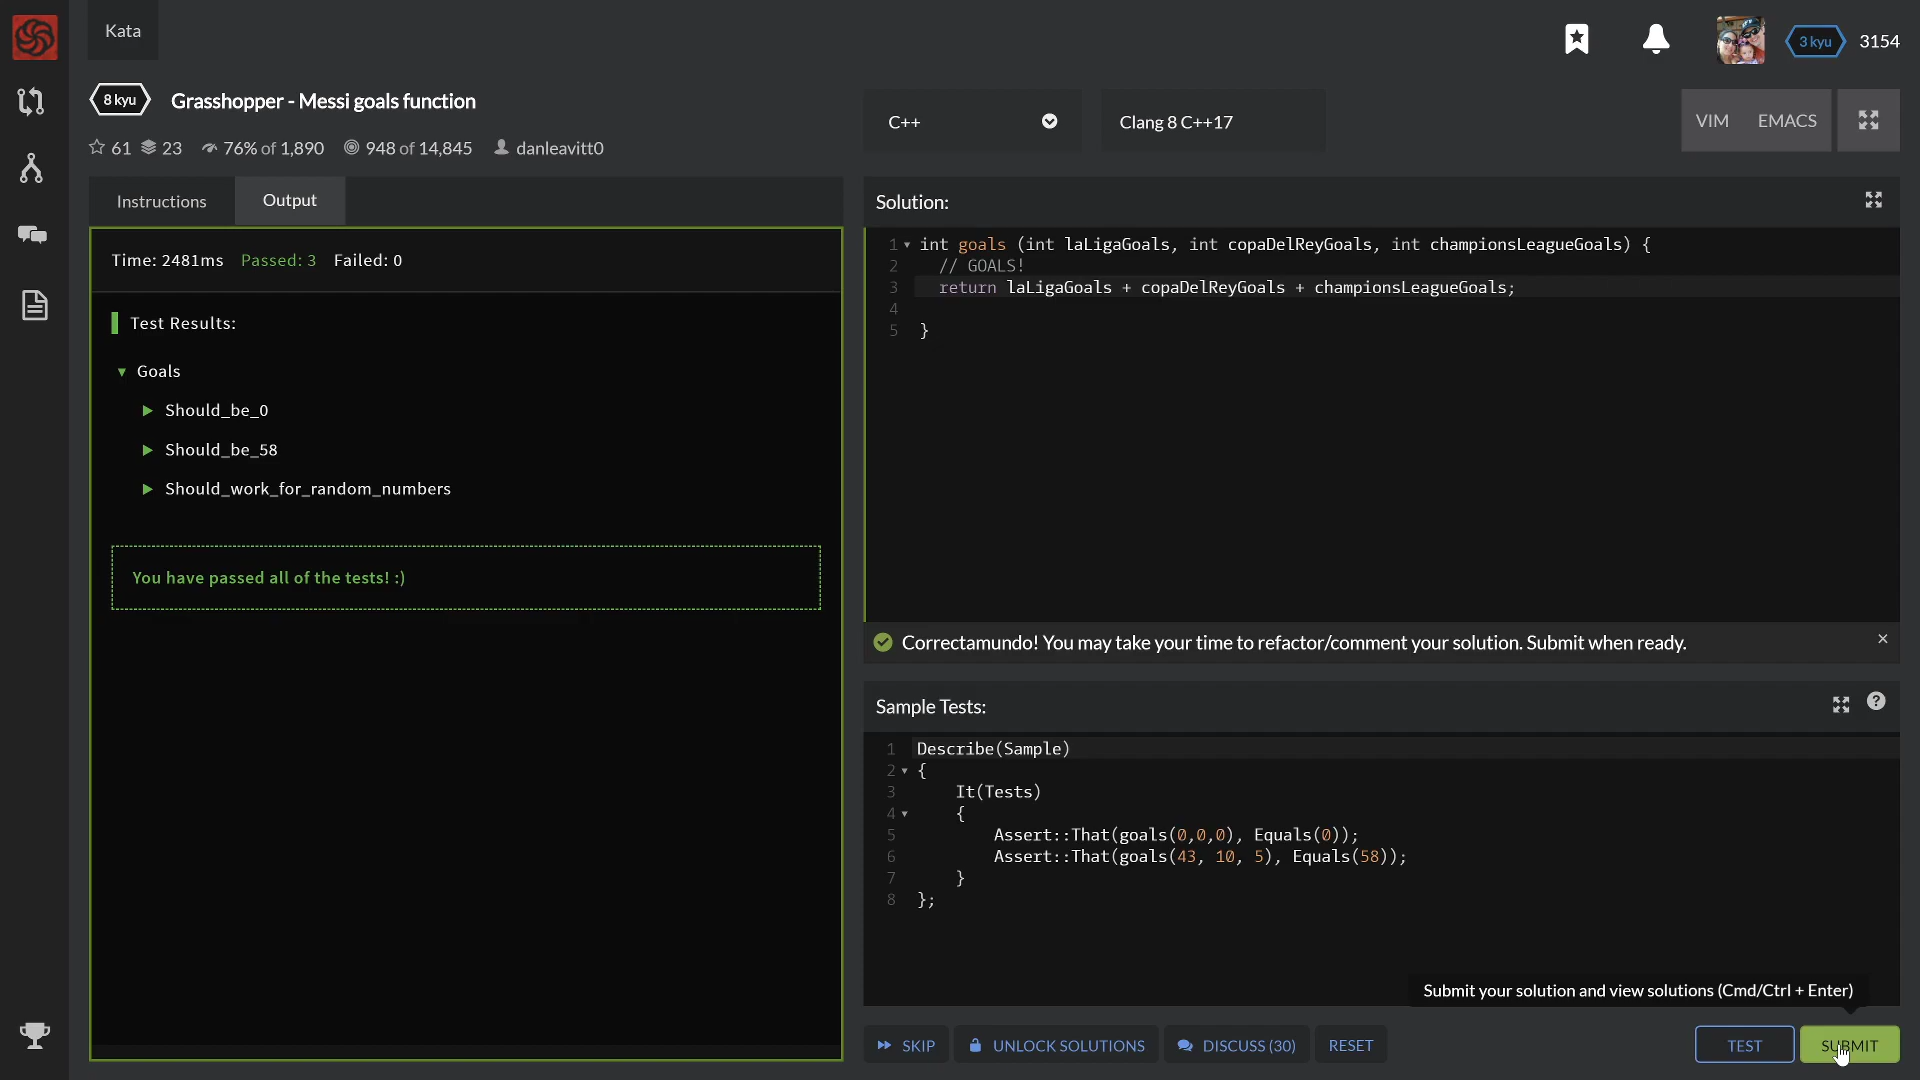 Kata
3 kyu 3154
8 kyu Grasshopper - Messi goals function
61 23 76% of 1,890 948 of 14,845 danleavitt0
C++
Clang 8 C++17
VIM EMACS
Instructions Output
Time: 2481ms Passed: 3 Failed: 0
Test Results:
Goals
Should_be_0
Should_be_58
Should_work_for_random_numbers
You have passed all of the tests! :)
Solution:
1 int goals (int laLigaGoals, int copaDelReyGoals, int championsLeagueGoals) {
2 // GOALS!
3 return laLigaGoals + copaDelReyGoals + championsLeagueGoals;
4
5 }
Correctamundo! You may take your time to refactor/comment your solution. Submit when ready.
Sample Tests:
1 Describe(Sample)
2 {
3 It(Tests)
4 {
5 Assert::That(goals(0,0,0), Equals(0));
6 Assert::That(goals(43, 10, 5), Equals(58));
7 }
8 };
Submit your solution and view solutions (Cmd/Ctrl + Enter)
SKIP UNLOCK SOLUTIONS DISCUSS (30) RESET TEST SUBMIT